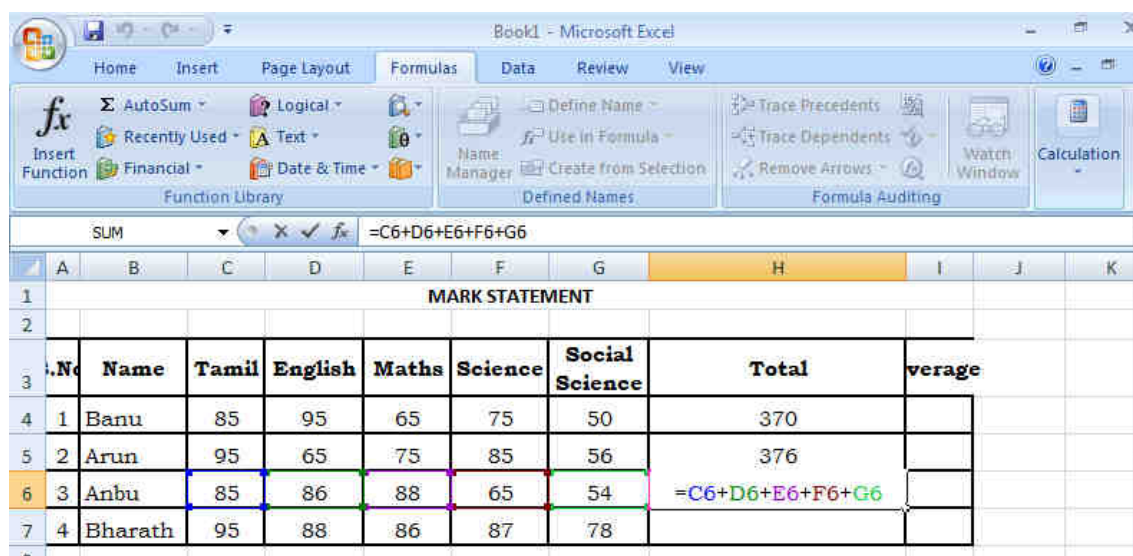 Book1 - Microsoft Excel
Home Insert Page Layout Formulas Data Review View
fx Insert Function
Σ AutoSum
Recently Used
Financial
Logical
Text
Date & Time
Function Library
Name Manager
Define Name
Use in Formula
Create from Selection
Defined Names
Trace Precedents
Trace Dependents
Remove Arrows
Formula Auditing
Watch Window
Calculation
SUM fx =C6+D6+E6+F6+G6
A B C D E F G H I J K
1 MARK STATEMENT
2
3 .No Name Tamil English Maths Science Social Science Total verage
4 1 Banu 85 95 65 75 50 370
5 2 Arun 95 65 75 85 56 376
6 3 Anbu 85 86 88 65 54 =C6+D6+E6+F6+G6
7 4 Bharath 95 88 86 87 78